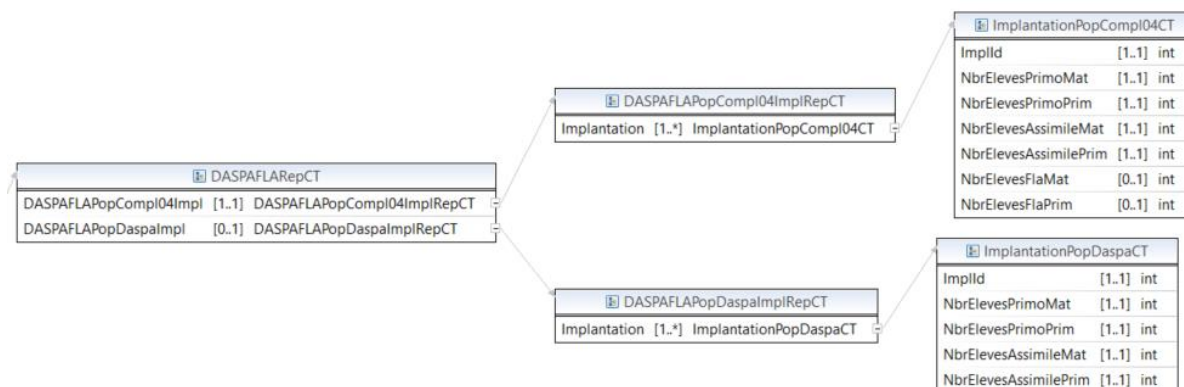 ImplantationPopCompl04CT
ImplId [1..1] int
NbrElevesPrimoMat [1..1] int
NbrElevesPrimoPrim [1..1] int
NbrElevesAssimileMat [1..1] int
NbrElevesAssimilePrim [1..1] int
NbrElevesFlaMat [0..1] int
NbrElevesFlaPrim [0..1] int
DASPAFLAPopCompl04ImplRepCT
Implantation [1..*] ImplantationPopCompl04CT
DASPAFLARepCT
DASPAFLAPopCompl04Impl [1..1] DASPAFLAPopCompl04ImplRepCT
DASPAFLAPopDaspaImpl [0..1] DASPAFLAPopDaspaImplRepCT
DASPAFLAPopDaspaImplRepCT
Implantation [1..*] ImplantationPopDaspaCT
ImplantationPopDaspaCT
ImplId [1..1] int
NbrElevesPrimoMat [1..1] int
NbrElevesPrimoPrim [1..1] int
NbrElevesAssimileMat [1..1] int
NbrElevesAssimilePrim [1..1] int